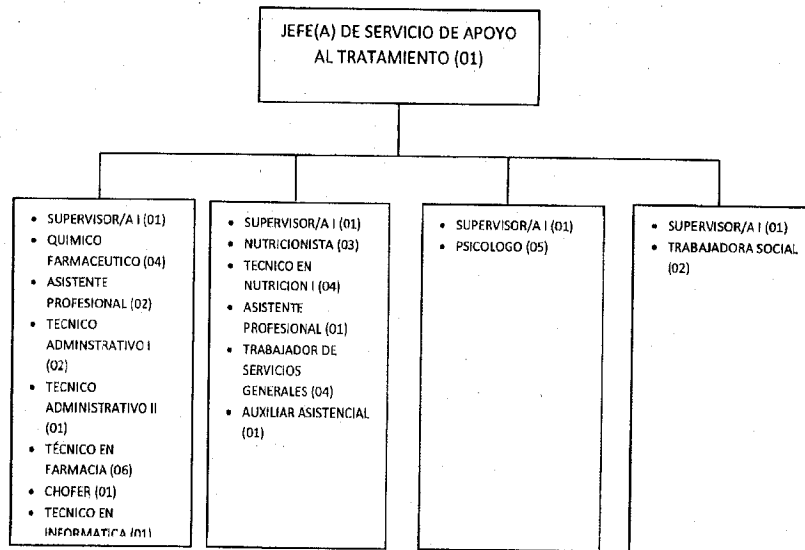 JEFE(A) DE SERVICIO DE APOYO
AL TRATAMIENTO (01)
• SUPERVISOR/A I (01)
• QUIMICO
FARMACEUTICO (04)
• ASISTENTE
PROFESIONAL (02)
• TECNICO
ADMINSTRATIVO I
(02)
• TECNICO
ADMINISTRATIVO II
(01)
• TÉCNICO EN
FARMACIA (06)
• CHOFER (01)
• TECNICO EN
INFORMATICA (01)
• SUPERVISOR/A I (01)
• NUTRICIONISTA (03)
• TECNICO EN
NUTRICION I (04)
• ASISTENTE
PROFESIONAL (01)
• TRABAJADOR DE
SERVICIOS
GENERALES (04)
• AUXILIAR ASISTENCIAL
(01)
• SUPERVISOR/A I (01)
• PSICOLOGO (05)
• SUPERVISOR/A I (01)
• TRABAJADORA SOCIAL
(02)